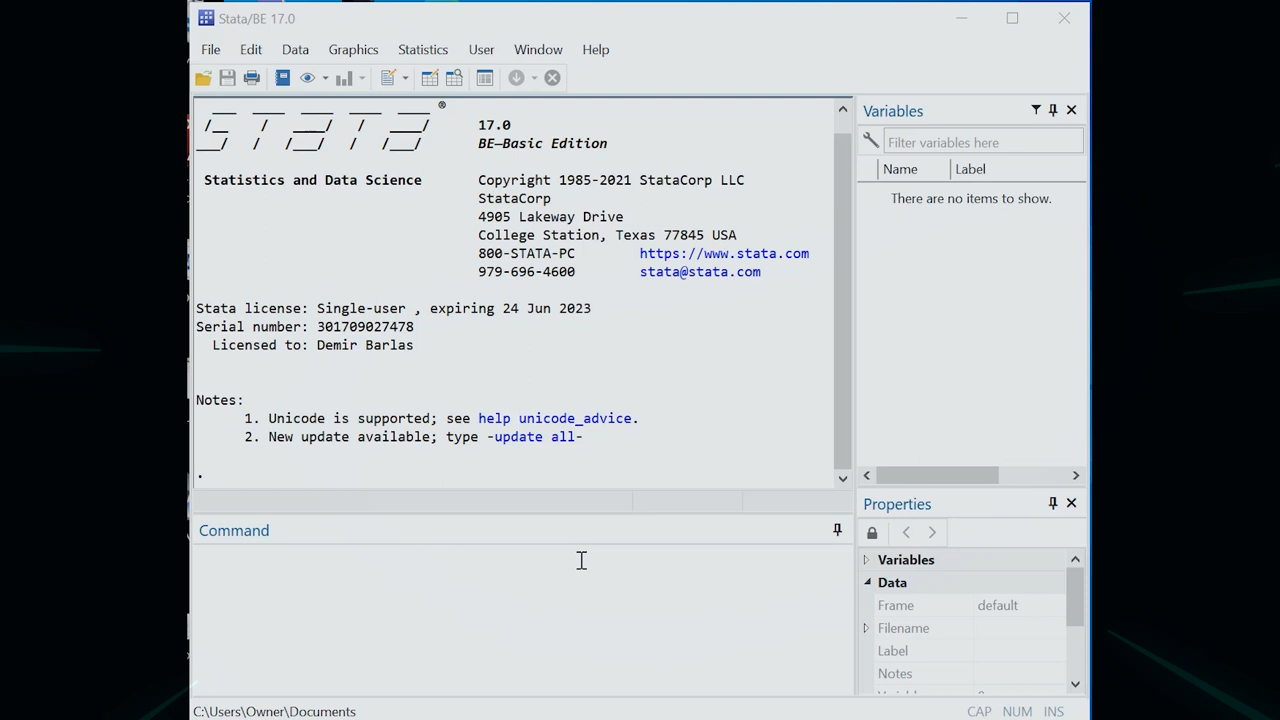 Stata/BE 17.0
File Edit Data Graphics Statistics User Window Help
®
17.0
BE—Basic Edition
Statistics and Data Science
Copyright 1985-2021 StataCorp LLC
StataCorp
4905 Lakeway Drive
College Station, Texas 77845 USA
800-STATA-PC https://www.stata.com
979-696-4600 stata@stata.com
Stata license: Single-user , expiring 24 Jun 2023
Serial number: 301709027478
Licensed to: Demir Barlas
Notes:
1. Unicode is supported; see help unicode_advice.
2. New update available; type -update all-
.
Command
Variables
Filter variables here
Name Label
There are no items to show.
Properties
Variables
Data
Frame default
Filename
Label
Notes
C:\Users\Owner\Documents
CAP NUM INS